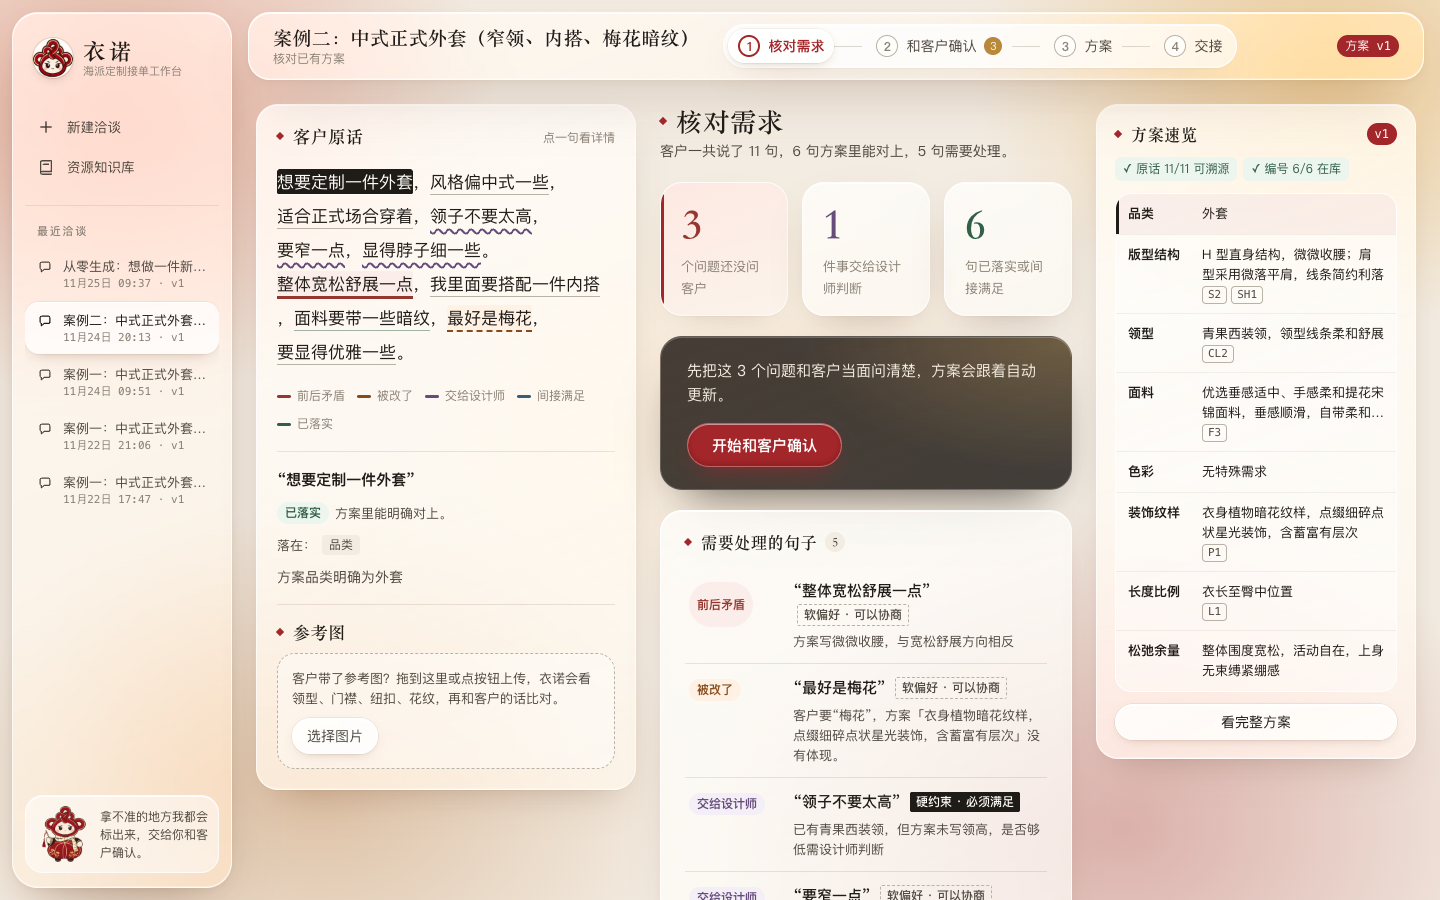 衣诺
海派定制接单工作台
新建洽谈
资源知识库
最近洽谈
从零生成：想做一件新…
11月25日 09:37 · v1
案例二：中式正式外套…
11月24日 20:13 · v1
案例一：中式正式外套…
11月24日 09:51 · v1
案例一：中式正式外套…
11月22日 21:06 · v1
案例一：中式正式外套…
11月22日 17:47 · v1
拿不准的地方我都会
标出来，交给你和客
户确认。
案例二：中式正式外套（窄领、内搭、梅花暗纹）
核对已有方案
1 核对需求
2 和客户确认 3
3 方案
4 交接
方案 v1
客户原话
点一句看详情
想要定制一件外套，风格偏中式一些，
适合正式场合穿着，领子不要太高，
要窄一点，显得脖子细一些。
整体宽松舒展一点，我里面要搭配一件内搭
，面料要带一些暗纹，最好是梅花，
要显得优雅一些。
前后矛盾 被改了 交给设计师 间接满足
已落实
“想要定制一件外套”
已落实 方案里能明确对上。
落在： 品类
方案品类明确为外套
参考图
客户带了参考图？拖到这里或点按钮上传，衣诺会看
领型、门襟、纽扣、花纹，再和客户的话比对。
选择图片
核对需求
客户一共说了 11 句，6 句方案里能对上，5 句需要处理。
3
个问题还没问
客户
1
件事交给设计
师判断
6
句已落实或间
接满足
先把这 3 个问题和客户当面问清楚，方案会跟着自动
更新。
开始和客户确认
需要处理的句子 5
前后矛盾
“整体宽松舒展一点”
软偏好 · 可以协商
方案写微微收腰，与宽松舒展方向相反
被改了
“最好是梅花” 软偏好 · 可以协商
客户要“梅花”，方案「衣身植物暗花纹样，
点缀细碎点状星光装饰，含蓄富有层次」没
有体现。
交给设计师
“领子不要太高” 硬约束 · 必须满足
已有青果西装领，但方案未写领高，是否够
低需设计师判断
交给设计师
“要窄一点” 软偏好 · 可以协商
方案速览
v1
✓ 原话 11/11 可溯源 ✓ 编号 6/6 在库
品类 外套
版型结构 H 型直身结构，微微收腰；肩
型采用微落平肩，线条简约利落
S2 SH1
领型 青果西装领，领型线条柔和舒展
CL2
面料 优选垂感适中、手感柔和提花宋
锦面料，垂感顺滑，自带柔和…
F3
色彩 无特殊需求
装饰纹样 衣身植物暗花纹样，点缀细碎点
状星光装饰，含蓄富有层次
P1
长度比例 衣长至臀中位置
L1
松弛余量 整体围度宽松，活动自在，上身
无束缚紧绷感
看完整方案